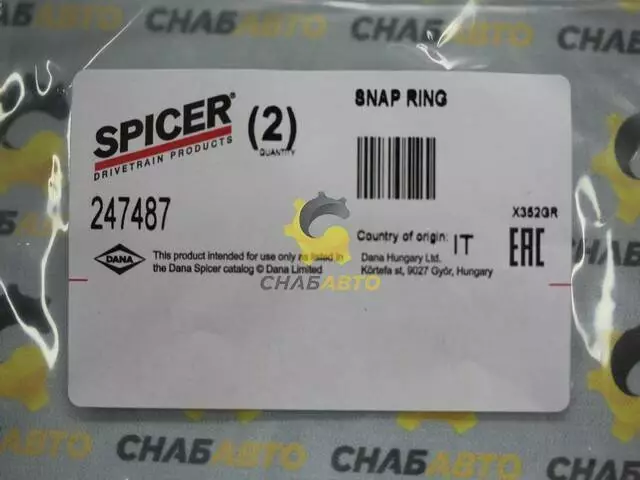 СНАБАВТО
СНАБАВТО
СНАБАВТО
SNAP RING
SPICER®
DRIVETRAIN PRODUCTS
(2)
QUANTITY
247487
X352GR
Country of origin: IT
EAC
DANA
This product intended for use only as listed in
the Dana Spicer catalog © Dana Limited
Dana Hungary Ltd.
Körtefa st, 9027 Győr, Hungary
СНАБАВТО
СНАБАВТО
СНАБАВТО